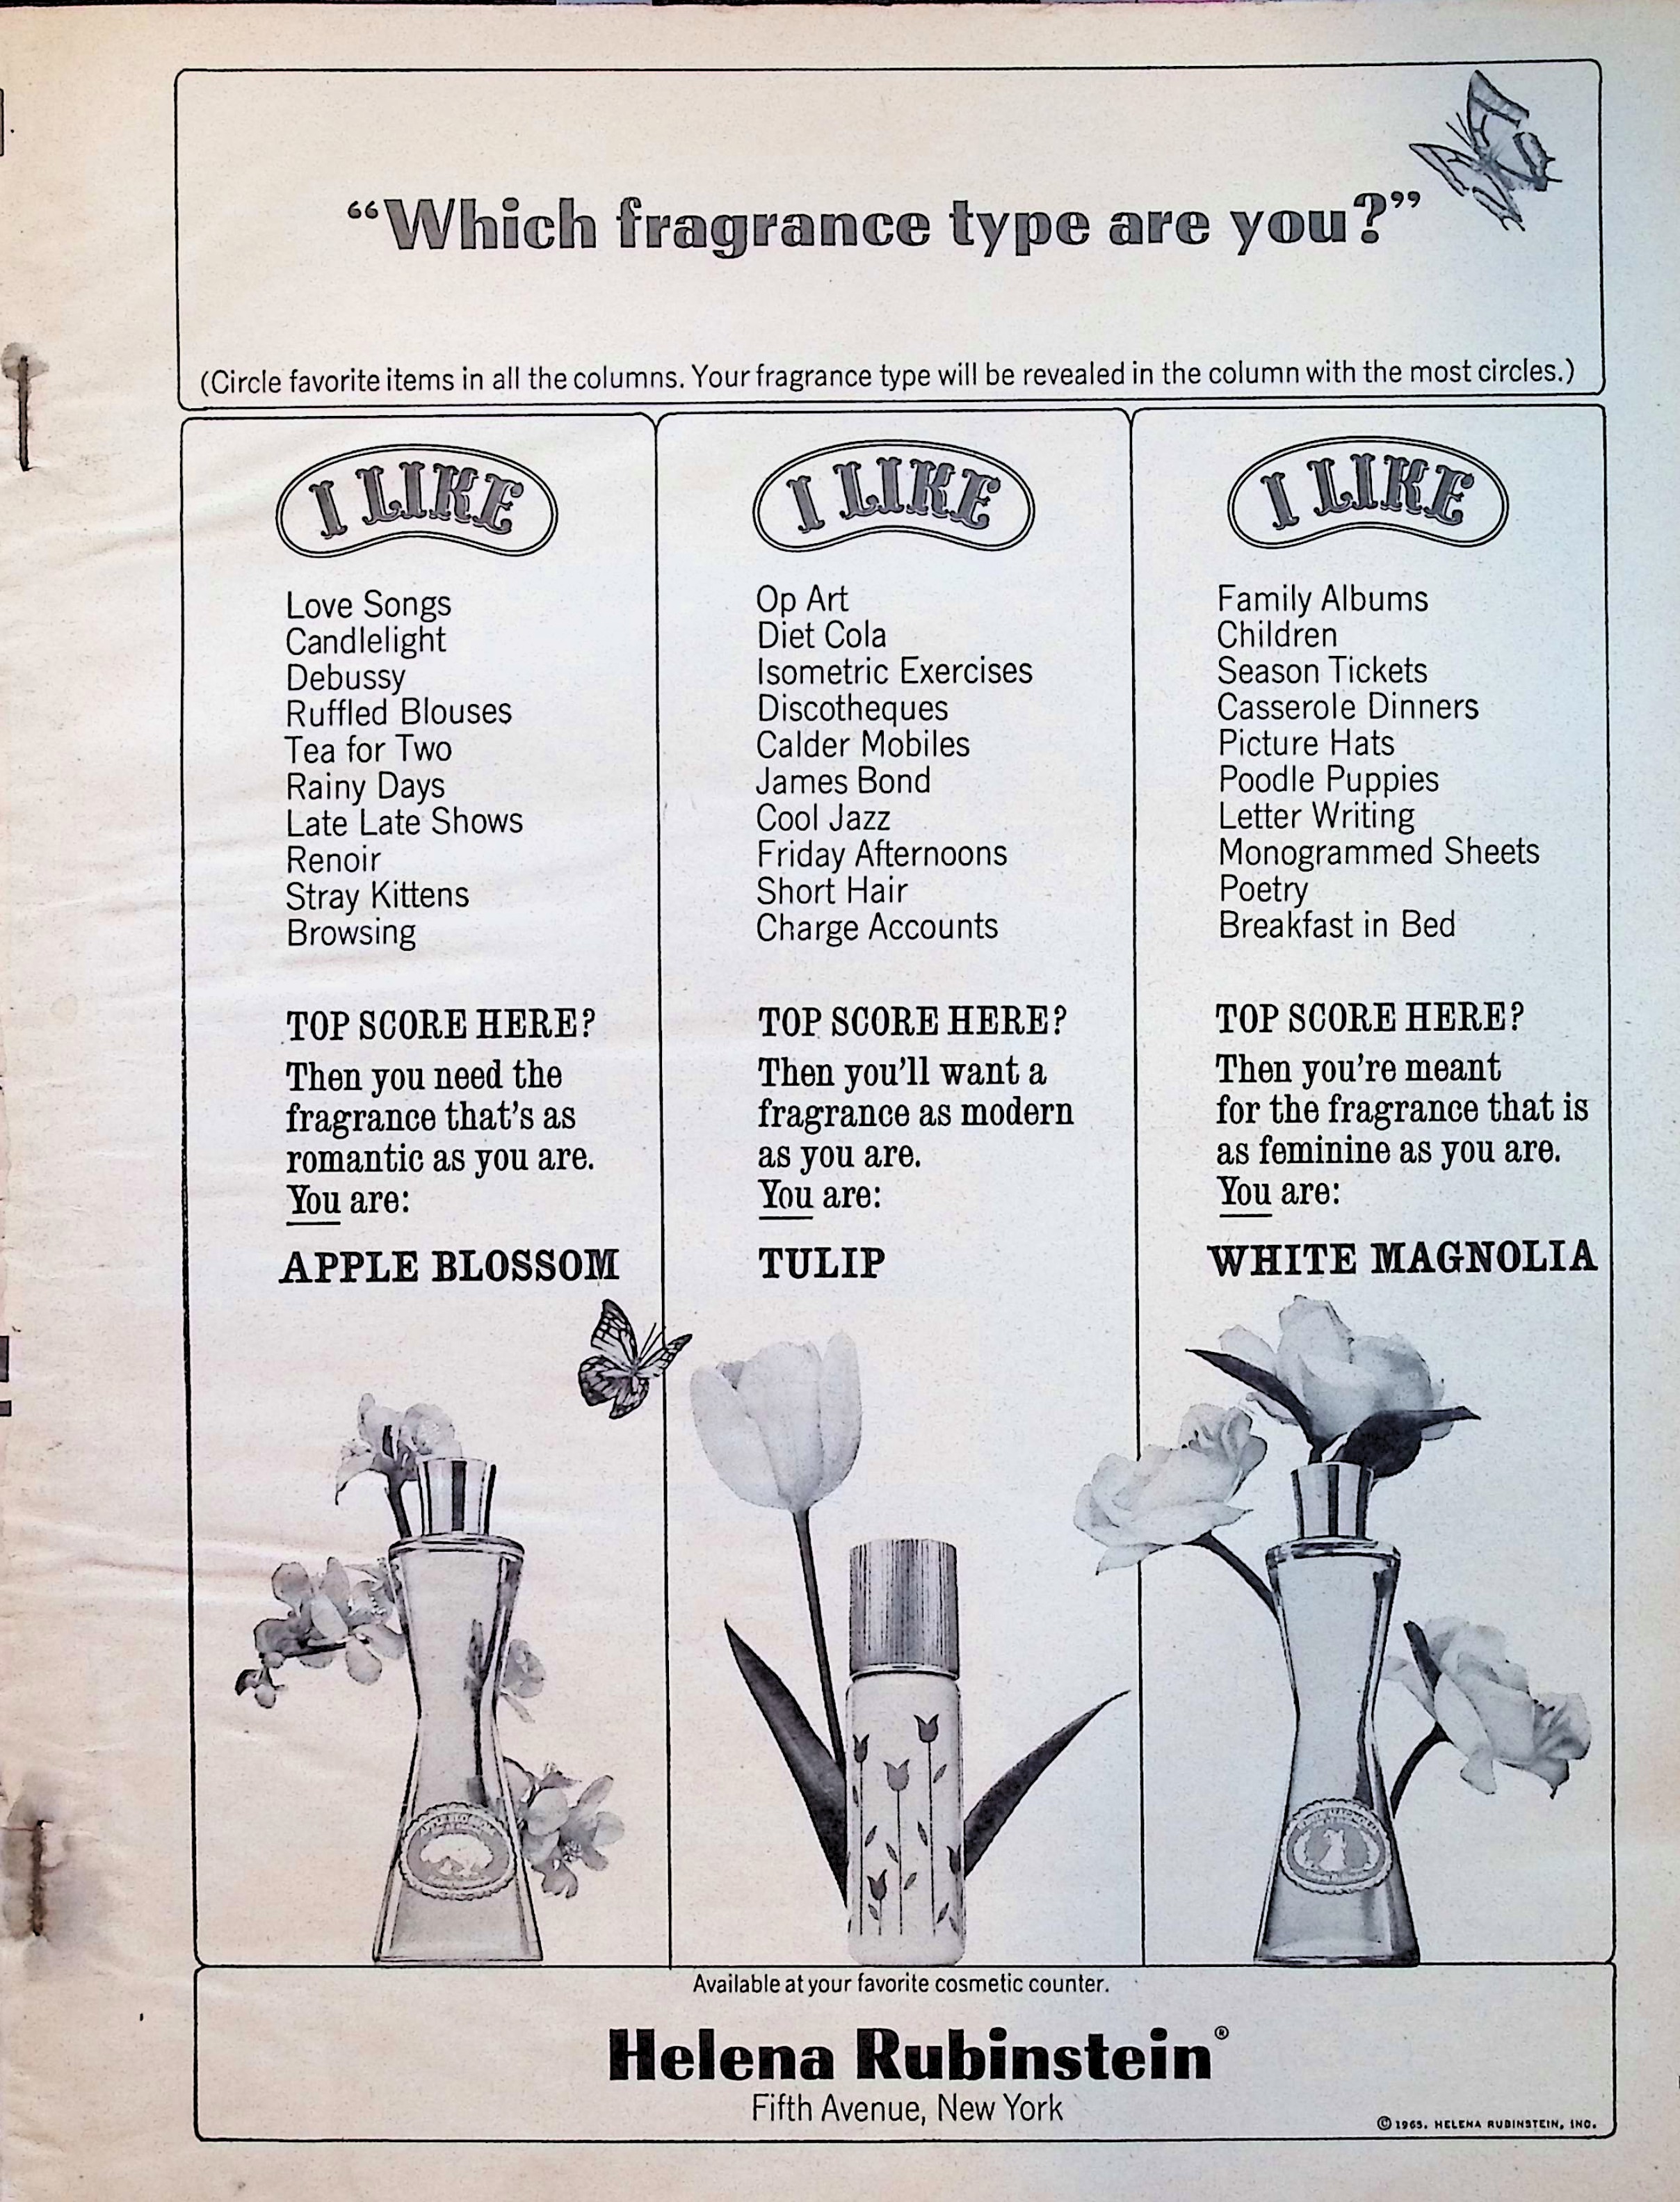 “Which fragrance type are you?”
(Circle favorite items in all the columns. Your fragrance type will be revealed in the column with the most circles.)
I LIKE
Love Songs
Candlelight
Debussy
Ruffled Blouses
Tea for Two
Rainy Days
Late Late Shows
Renoir
Stray Kittens
Browsing
TOP SCORE HERE?
Then you need the
fragrance that's as
romantic as you are.
You are:
APPLE BLOSSOM
I LIKE
Op Art
Diet Cola
Isometric Exercises
Discotheques
Calder Mobiles
James Bond
Cool Jazz
Friday Afternoons
Short Hair
Charge Accounts
TOP SCORE HERE?
Then you'll want a
fragrance as modern
as you are.
You are:
TULIP
I LIKE
Family Albums
Children
Season Tickets
Casserole Dinners
Picture Hats
Poodle Puppies
Letter Writing
Monogrammed Sheets
Poetry
Breakfast in Bed
TOP SCORE HERE?
Then you're meant
for the fragrance that is
as feminine as you are.
You are:
WHITE MAGNOLIA
Available at your favorite cosmetic counter.
Helena Rubinstein®
Fifth Avenue, New York
© 1965, HELENA RUBINSTEIN, INC.